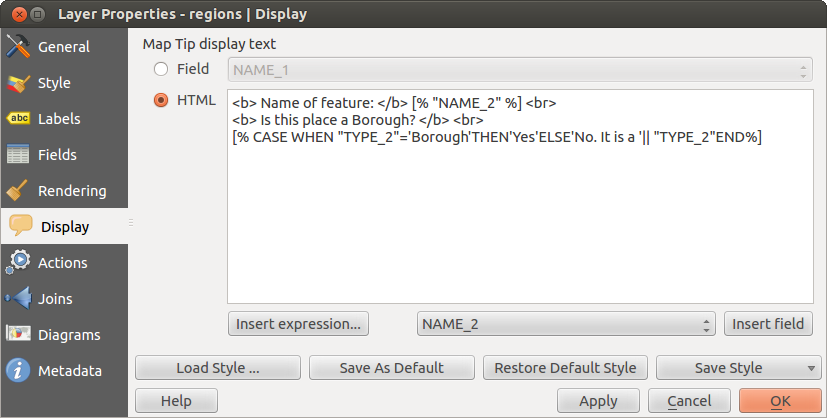 Layer Properties - regions | Display
General
Style
abc Labels
Fields
Rendering
Display
Actions
Joins
Diagrams
Metadata
Map Tip display text
Field NAME_1
HTML
<b> Name of feature: </b> [% "NAME_2" %] <br>
<b> Is this place a Borough? </b> <br>
[% CASE WHEN "TYPE_2"='Borough'THEN'Yes'ELSE'No. It is a '|| "TYPE_2"END%]
Insert expression... NAME_2 Insert field
Load Style ... Save As Default Restore Default Style Save Style
Help Apply Cancel OK